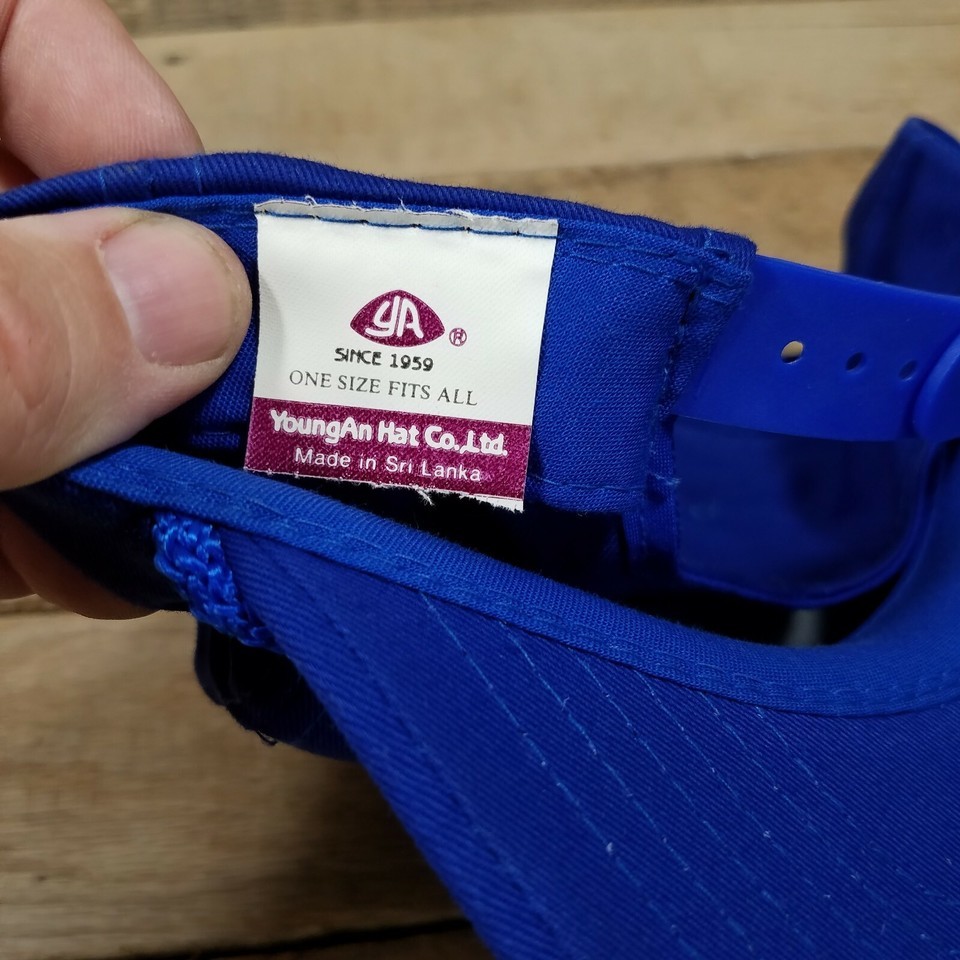 YA ®
SINCE 1959
ONE SIZE FITS ALL
YoungAn Hat Co.,Ltd.
Made in Sri Lanka